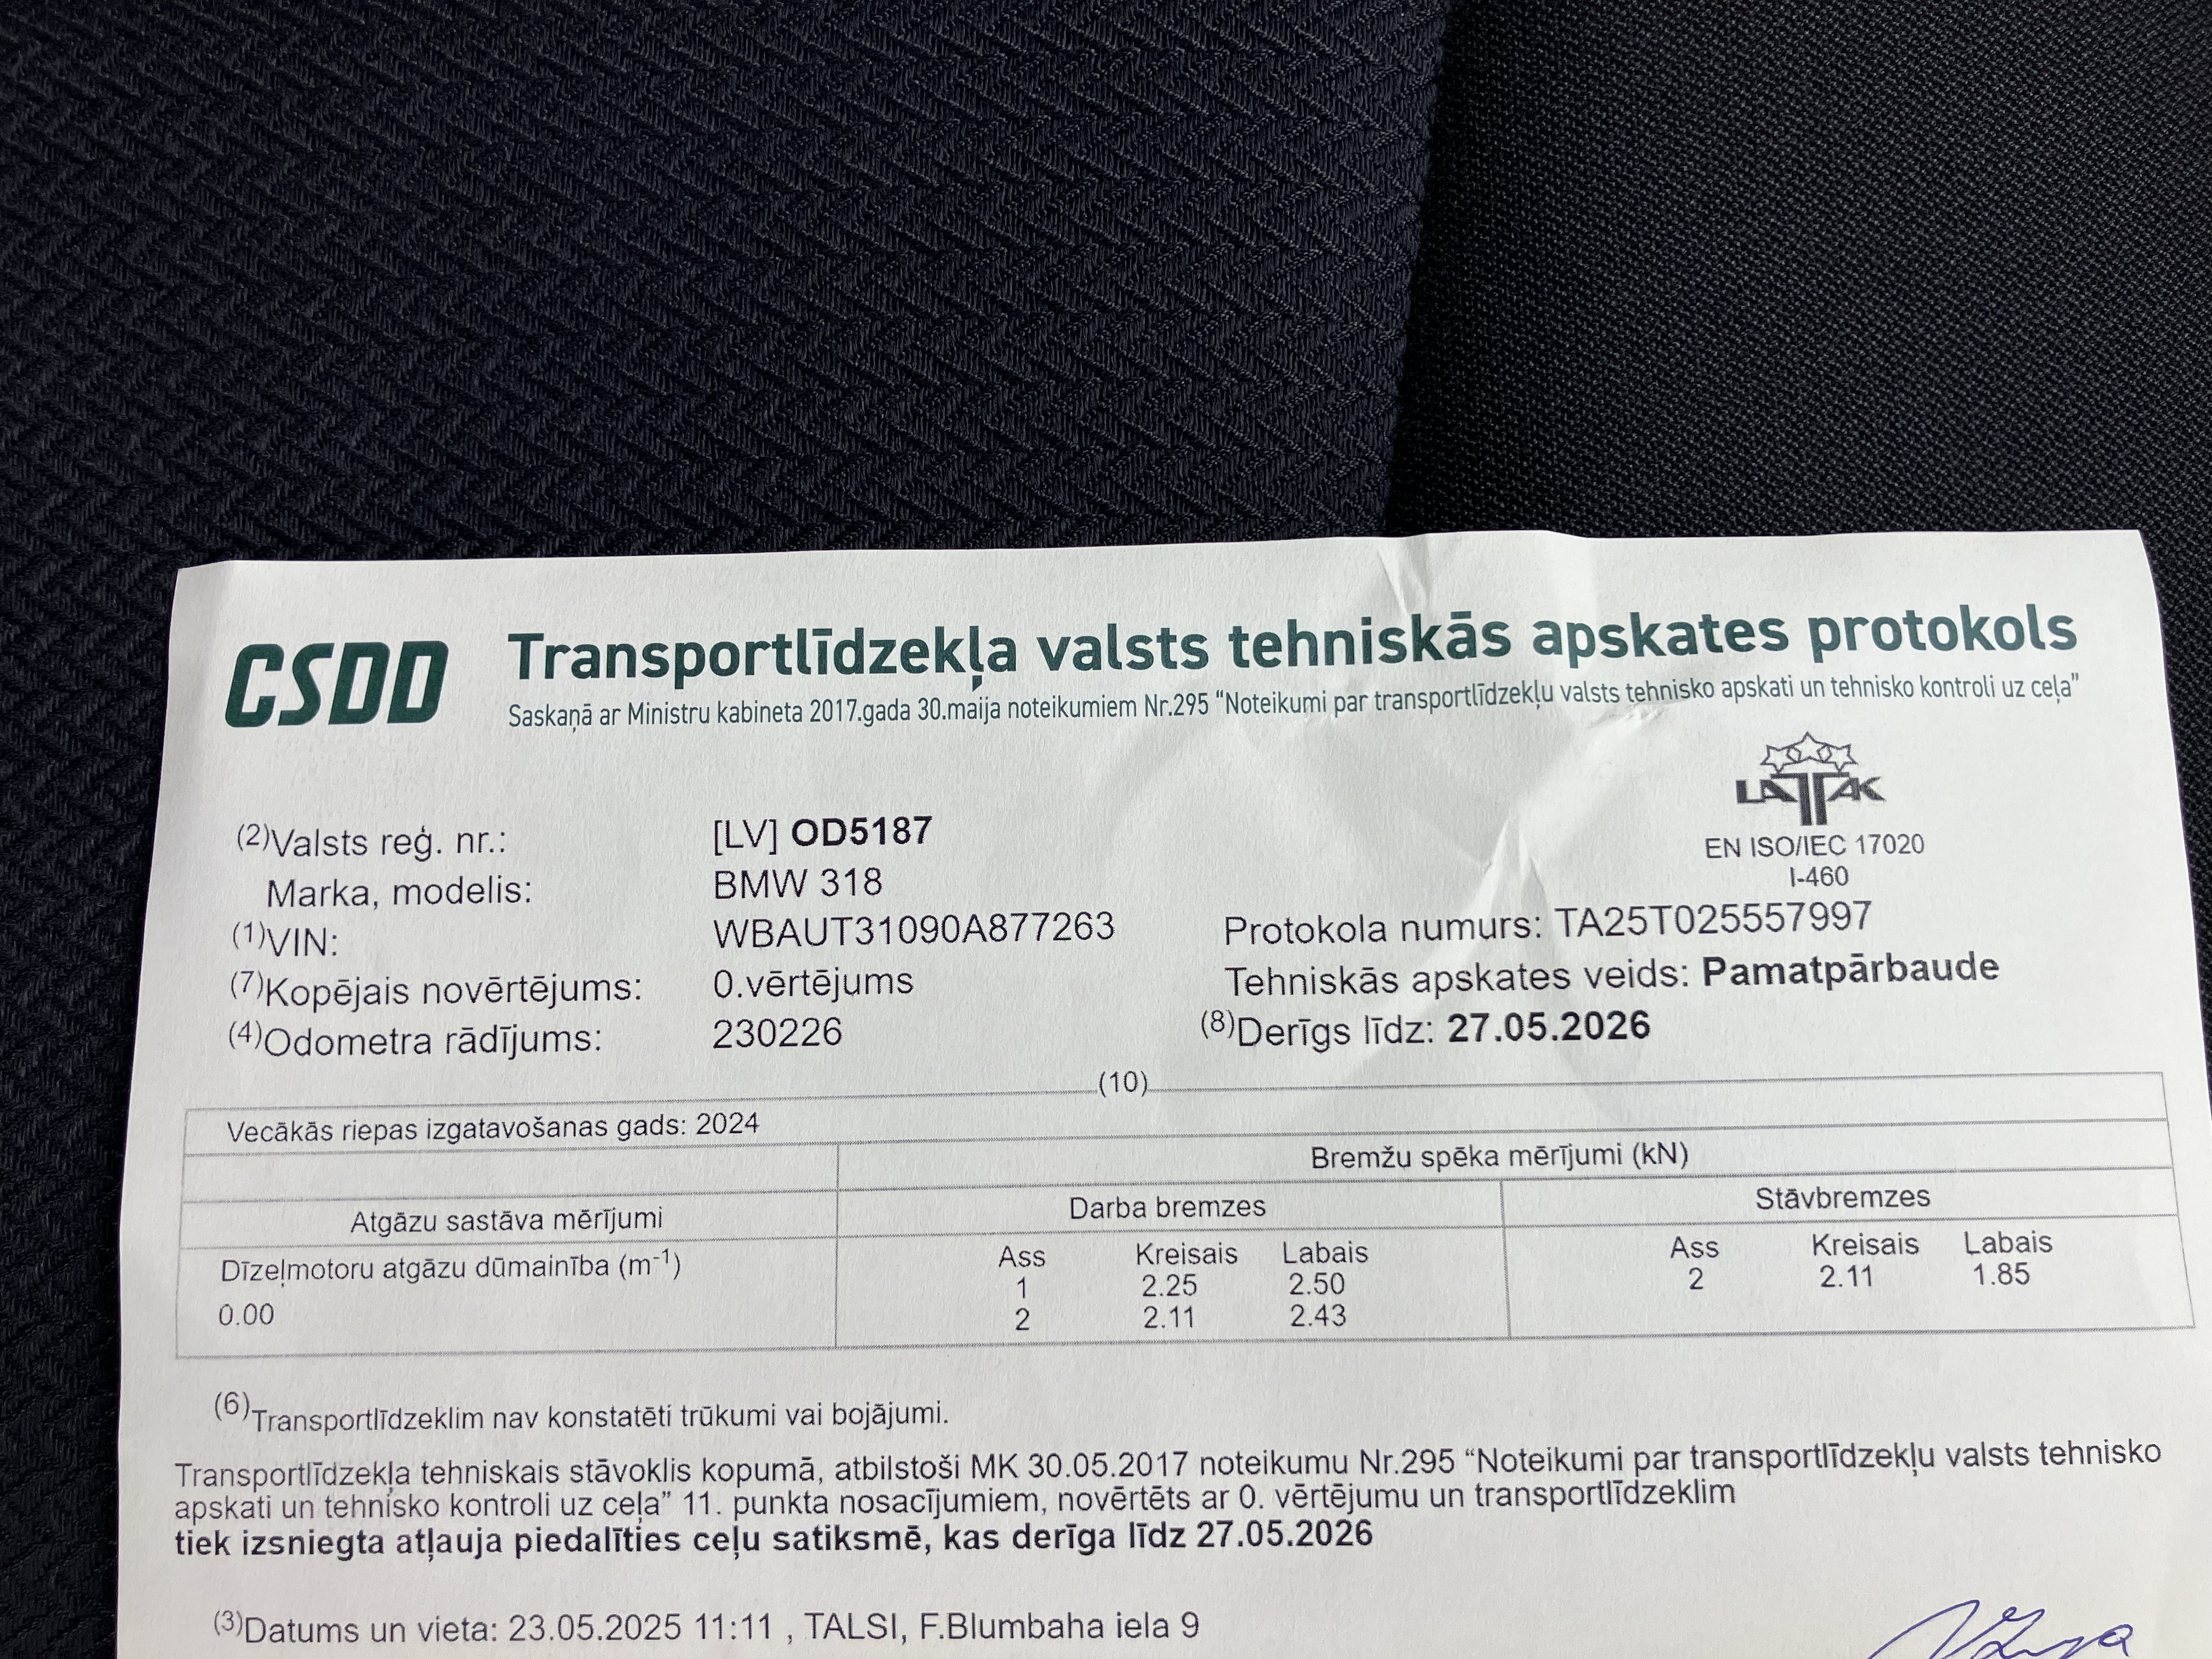 CSDD
Transportlīdzekļa valsts tehniskās apskates protokols
Saskaņā ar Ministru kabineta 2017.gada 30.maija noteikumiem Nr.295 “Noteikumi par transportlīdzekļu valsts tehnisko apskati un tehnisko kontroli uz ceļa”
LATAK
EN ISO/IEC 17020
I-460
(2)Valsts reģ. nr.: [LV] OD5187
Marka, modelis: BMW 318
(1)VIN: WBAUT31090A877263 Protokola numurs: TA25T025557997
(7)Kopējais novērtējums: 0.vērtējums Tehniskās apskates veids: Pamatpārbaude
(4)Odometra rādījums: 230226 (8)Derīgs līdz: 27.05.2026
(10)
Vecākās riepas izgatavošanas gads: 2024
Bremžu spēka mērījumi (kN)
Atgāzu sastāva mērījumi Darba bremzes Stāvbremzes
Dīzeļmotoru atgāzu dūmainība (m-1) Ass Kreisais Labais Ass Kreisais Labais
1 2.25 2.50 2 2.11 1.85
0.00 2 2.11 2.43
(6)Transportlīdzeklim nav konstatēti trūkumi vai bojājumi.
Transportlīdzekļa tehniskais stāvoklis kopumā, atbilstoši MK 30.05.2017 noteikumu Nr.295 “Noteikumi par transportlīdzekļu valsts tehnisko
apskati un tehnisko kontroli uz ceļa” 11. punkta nosacījumiem, novērtēts ar 0. vērtējumu un transportlīdzeklim
tiek izsniegta atļauja piedalīties ceļu satiksmē, kas derīga līdz 27.05.2026
(3)Datums un vieta: 23.05.2025 11:11 , TALSI, F.Blumbaha iela 9